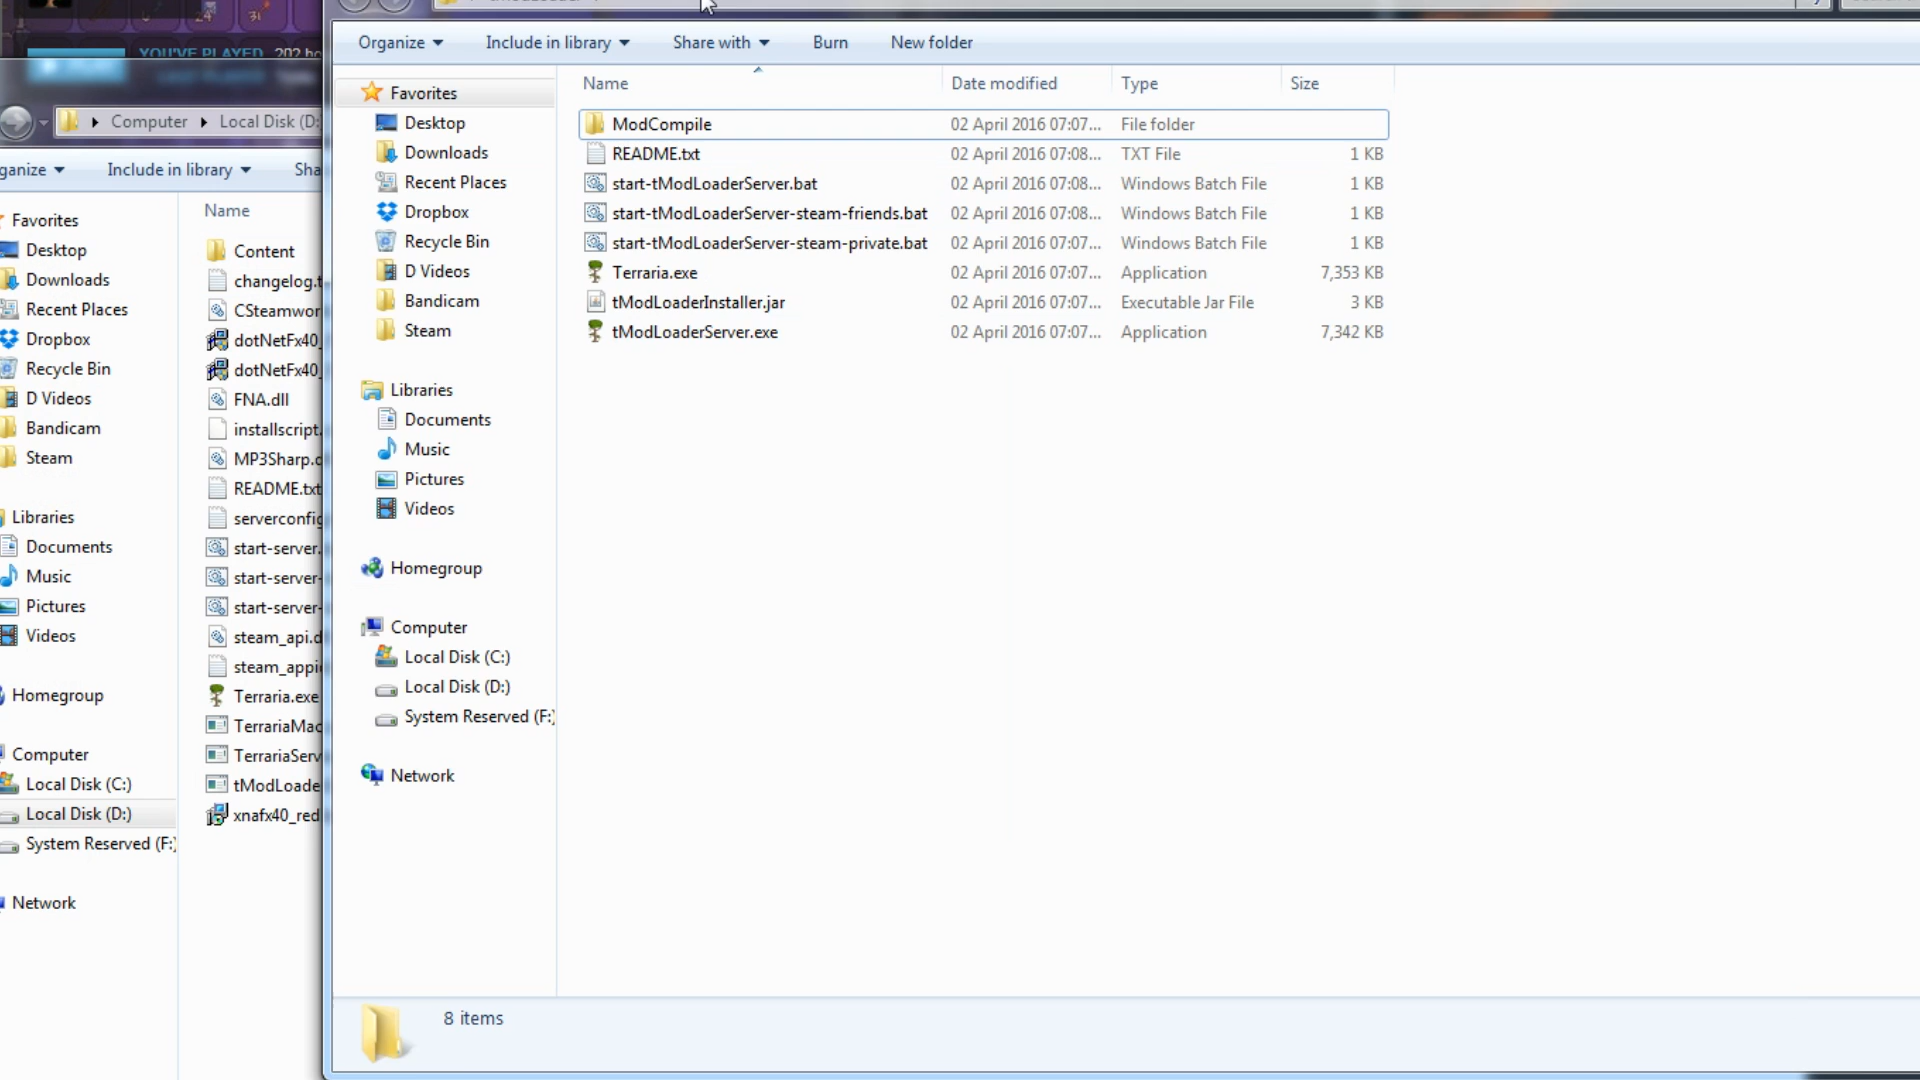 24
31
YOU'VE PLAYED
202 ho
Computer
Local Disk (D:
ganize
Include in library
Sha
Favorites
Desktop
Downloads
Recent Places
Dropbox
Recycle Bin
D Videos
Bandicam
Steam
Libraries
Documents
Music
Pictures
Videos
Homegroup
Computer
Local Disk (C:)
Local Disk (D:)
System Reserved (F:)
Network
Name
Content
changelog.t
CSteamwor
dotNetFx40_
dotNetFx40_
FNA.dll
installscript.
MP3Sharp.d
README.txt
serverconfig
start-server.
start-server-
start-server-
steam_api.d
steam_appi
Terraria.exe
TerrariaMac
TerrariaServ
tModLoade
xnafx40_red
Organize
Include in library
Share with
Burn
New folder
Favorites
Desktop
Downloads
Recent Places
Dropbox
Recycle Bin
D Videos
Bandicam
Steam
Libraries
Documents
Music
Pictures
Videos
Homegroup
Computer
Local Disk (C:)
Local Disk (D:)
System Reserved (F:)
Network
Name Date modified Type Size
ModCompile 02 April 2016 07:07... File folder
README.txt 02 April 2016 07:08... TXT File 1 KB
start-tModLoaderServer.bat 02 April 2016 07:08... Windows Batch File 1 KB
start-tModLoaderServer-steam-friends.bat 02 April 2016 07:08... Windows Batch File 1 KB
start-tModLoaderServer-steam-private.bat 02 April 2016 07:07... Windows Batch File 1 KB
Terraria.exe 02 April 2016 07:07... Application 7,353 KB
tModLoaderInstaller.jar 02 April 2016 07:07... Executable Jar File 3 KB
tModLoaderServer.exe 02 April 2016 07:07... Application 7,342 KB
8 items